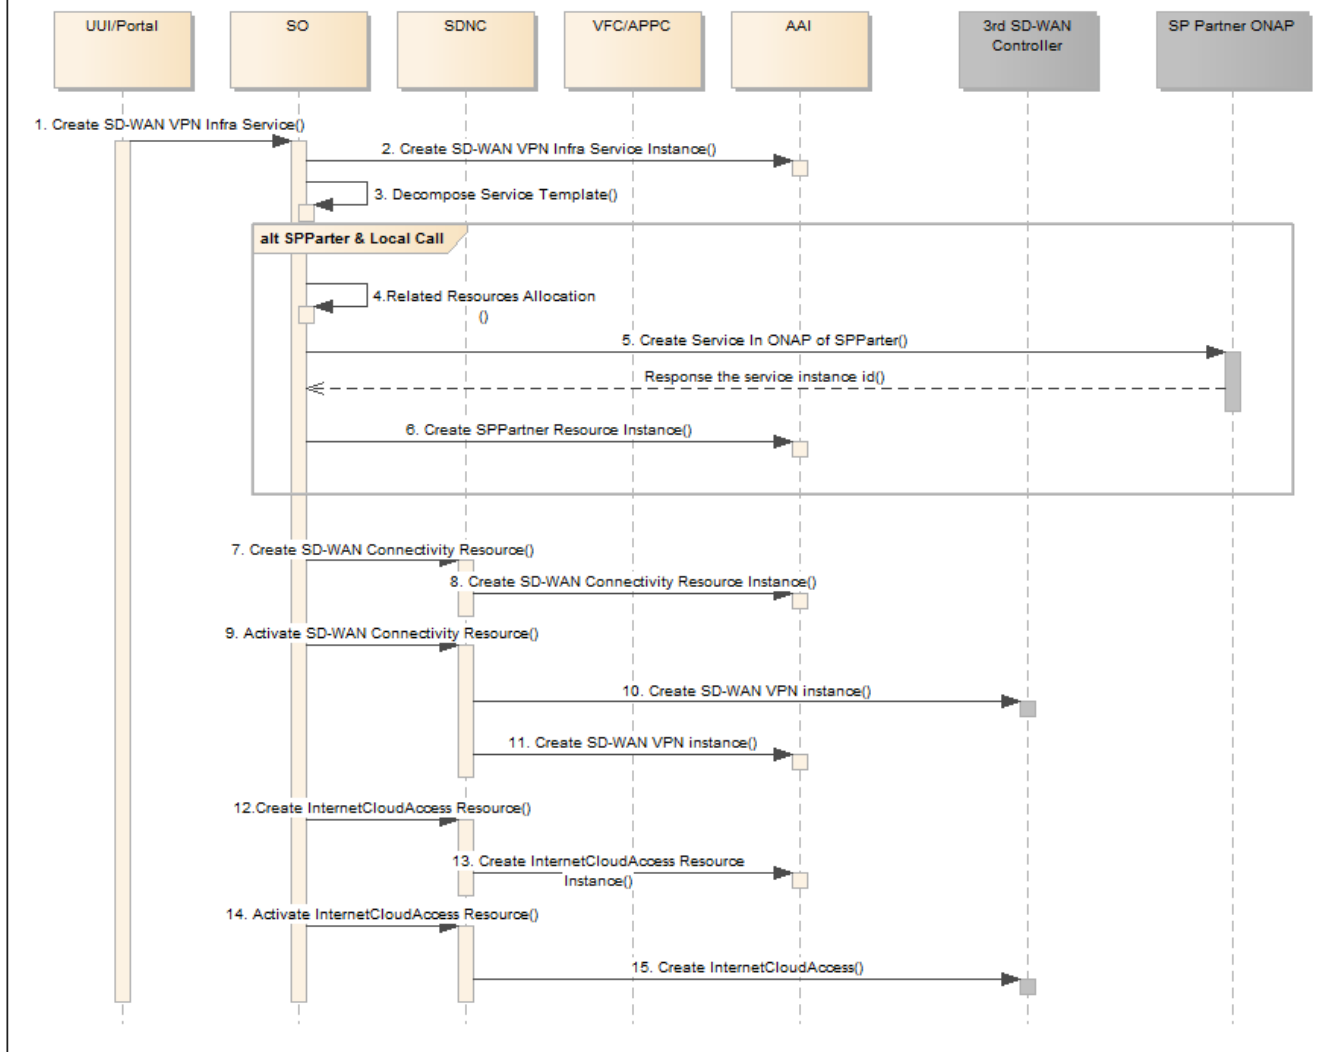 UUI/Portal
SO
SDNC
VFC/APPC
AAI
3rd SD-WAN
Controller
SP Partner ONAP
1. Create SD-WAN VPN Infra Service()
2. Create SD-WAN VPN Infra Service Instance()
3. Decompose Service Template()
alt SPParter & Local Call
4.Related Resources Allocation
()
5. Create Service In ONAP of SPParter()
Response the service instance id()
6. Create SPPartner Resource Instance()
7. Create SD-WAN Connectivity Resource()
8. Create SD-WAN Connectivity Resource Instance()
9. Activate SD-WAN Connectivity Resource()
10. Create SD-WAN VPN instance()
11. Create SD-WAN VPN instance()
12.Create InternetCloudAccess Resource()
13. Create InternetCloudAccess Resource
Instance()
14. Activate InternetCloudAccess Resource()
15. Create InternetCloudAccess()